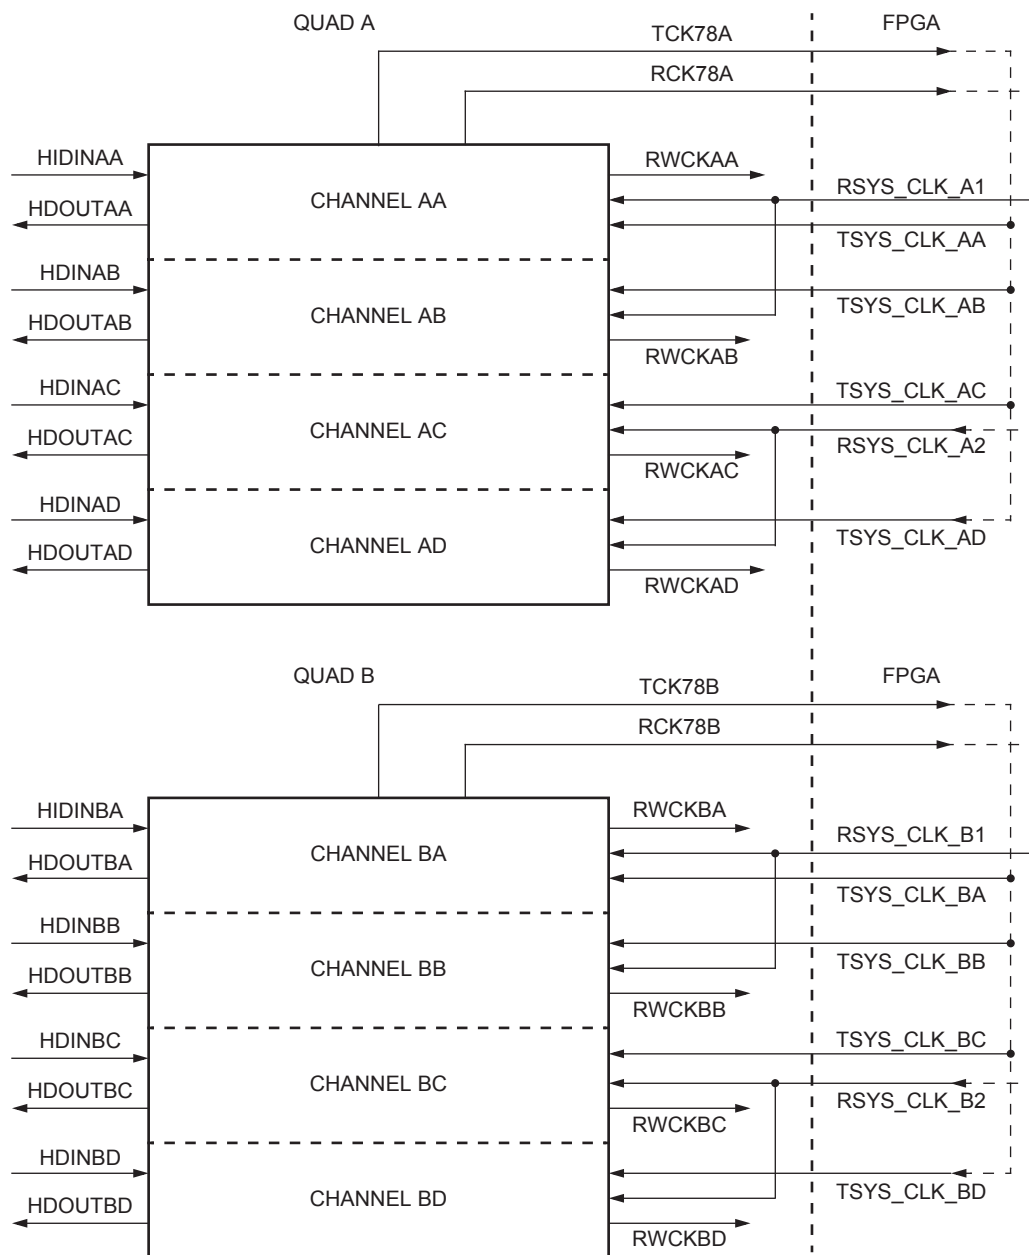 QUAD A
TCK78A
FPGA
RCK78A
HIDINAA
RWCKAA
CHANNEL AA
RSYS_CLK_A1
HDOUTAA
TSYS_CLK_AA
HDINAB
CHANNEL AB
TSYS_CLK_AB
HDOUTAB
RWCKAB
HDINAC
TSYS_CLK_AC
CHANNEL AC
HDOUTAC
RSYS_CLK_A2
RWCKAC
HDINAD
CHANNEL AD
TSYS_CLK_AD
HDOUTAD
RWCKAD
QUAD B
TCK78B
FPGA
RCK78B
HIDINBA
RWCKBA
CHANNEL BA
RSYS_CLK_B1
HDOUTBA
TSYS_CLK_BA
HDINBB
CHANNEL BB
TSYS_CLK_BB
HDOUTBB
RWCKBB
HDINBC
TSYS_CLK_BC
CHANNEL BC
HDOUTBC
RSYS_CLK_B2
RWCKBC
HDINBD
CHANNEL BD
TSYS_CLK_BD
HDOUTBD
RWCKBD